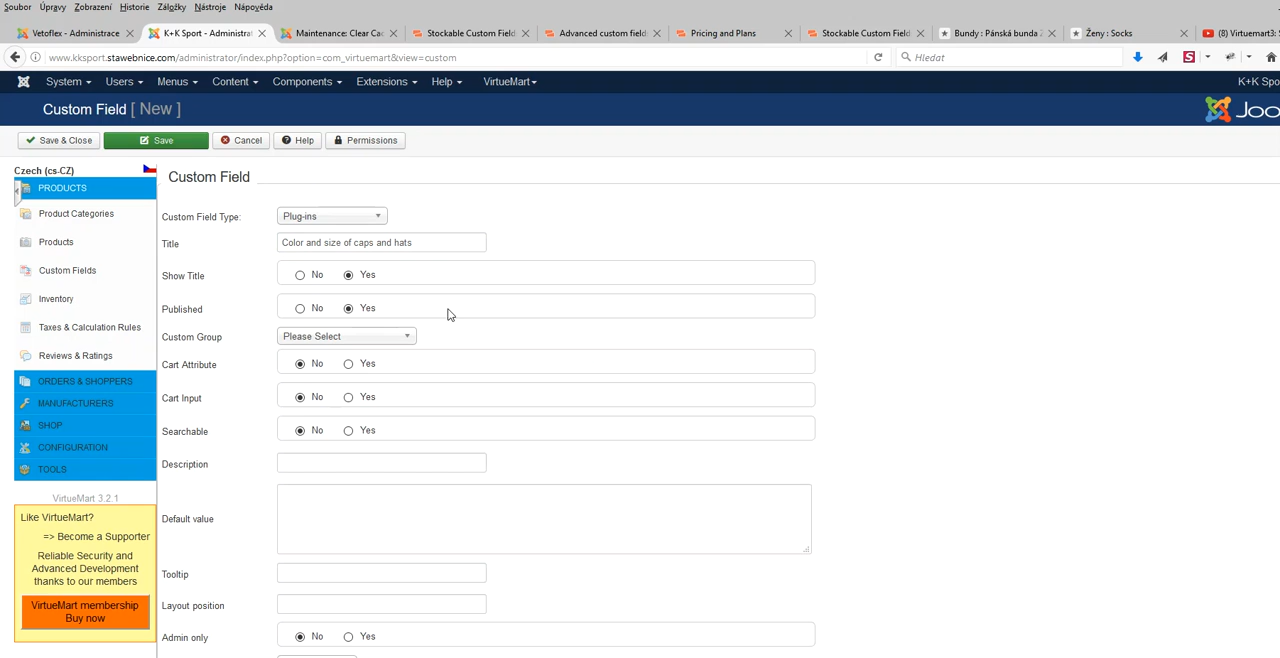 Soubor Úpravy Zobrazení Historie Záložky Nástroje Nápověda
Vetoflex - Administrace K+K Sport - Administra Maintenance: Clear Ca Stockable Custom Field Advanced custom field Pricing and Plans Stockable Custom Field Bundy : Pánská bunda Ženy : Socks (8) Virtuemart3:
www.kksport.stawebnice.com/administrator/index.php?option=com_virtuemart&view=custom Hledat
System Users Menus Content Components Extensions Help VirtueMart K+K Spo
Custom Field [ New ] Joo
Save & Close Save Cancel Help Permissions
Czech (cs-CZ)
Custom Field
PRODUCTS
Product Categories
Products
Custom Fields
Inventory
Taxes & Calculation Rules
Reviews & Ratings
ORDERS & SHOPPERS
MANUFACTURERS
SHOP
CONFIGURATION
TOOLS
VirtueMart 3.2.1
Like VirtueMart?
=> Become a Supporter
Reliable Security and
Advanced Development
thanks to our members
VirtueMart membership
Buy now
Custom Field Type: Plug-ins
Title Color and size of caps and hats
Show Title No Yes
Published No Yes
Custom Group Please Select
Cart Attribute No Yes
Cart Input No Yes
Searchable No Yes
Description
Default value
Tooltip
Layout position
Admin only No Yes